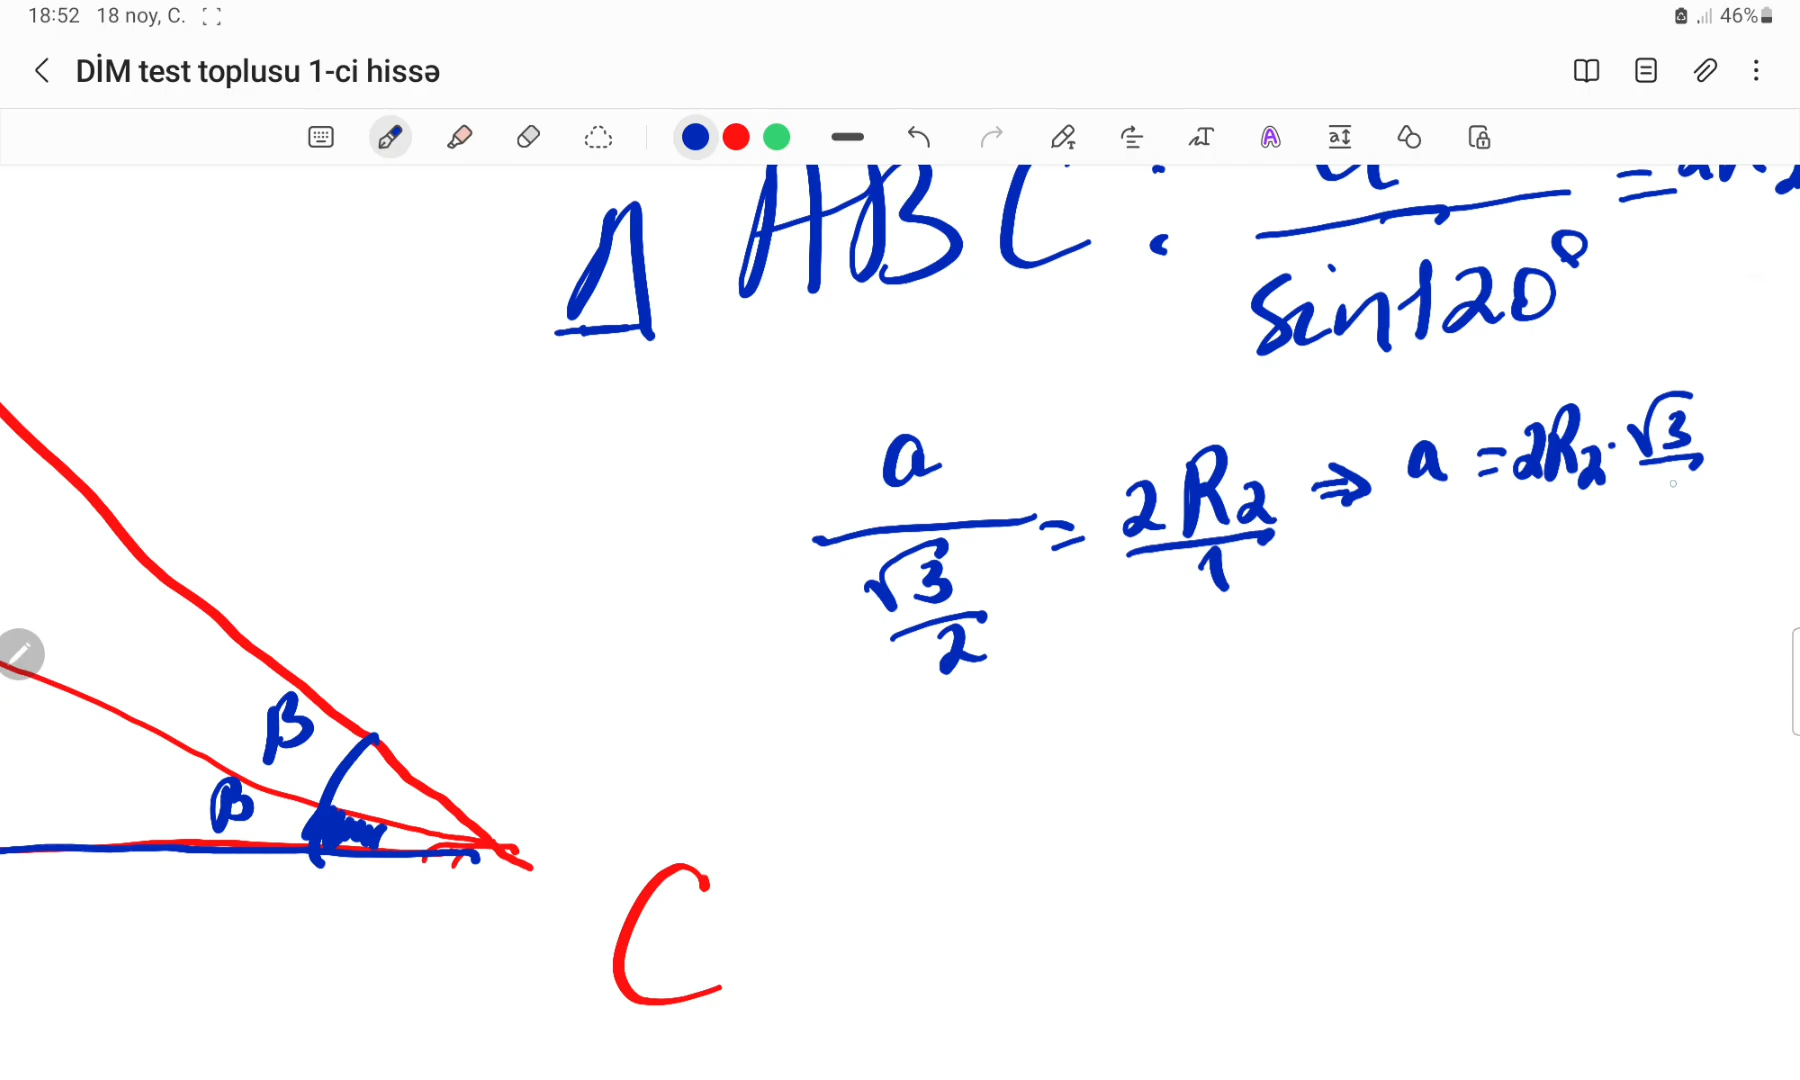 18:52 18 noy, C. 46%
DİM test toplusu 1-ci hissə
Δ ABC : a/sin120° = 2R₂
a/(√3/2) = 2R₂/1 ⇒ a = 2R₂·√3
β
β
C